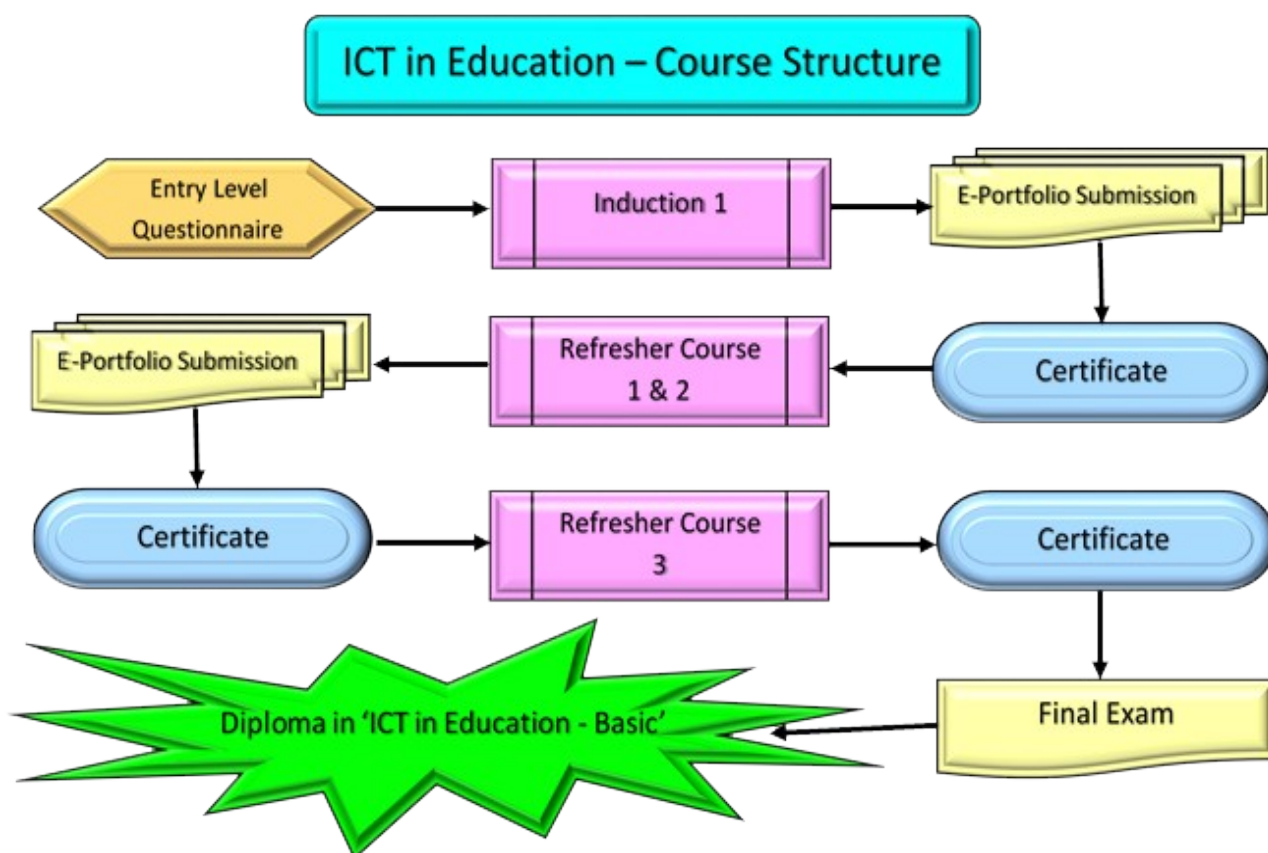 ICT in Education – Course Structure
Entry Level
Questionnaire
Induction 1
E-Portfolio Submission
Certificate
Refresher Course
1 & 2
E-Portfolio Submission
Certificate
Refresher Course
3
Certificate
Final Exam
Diploma in ‘ICT in Education - Basic’